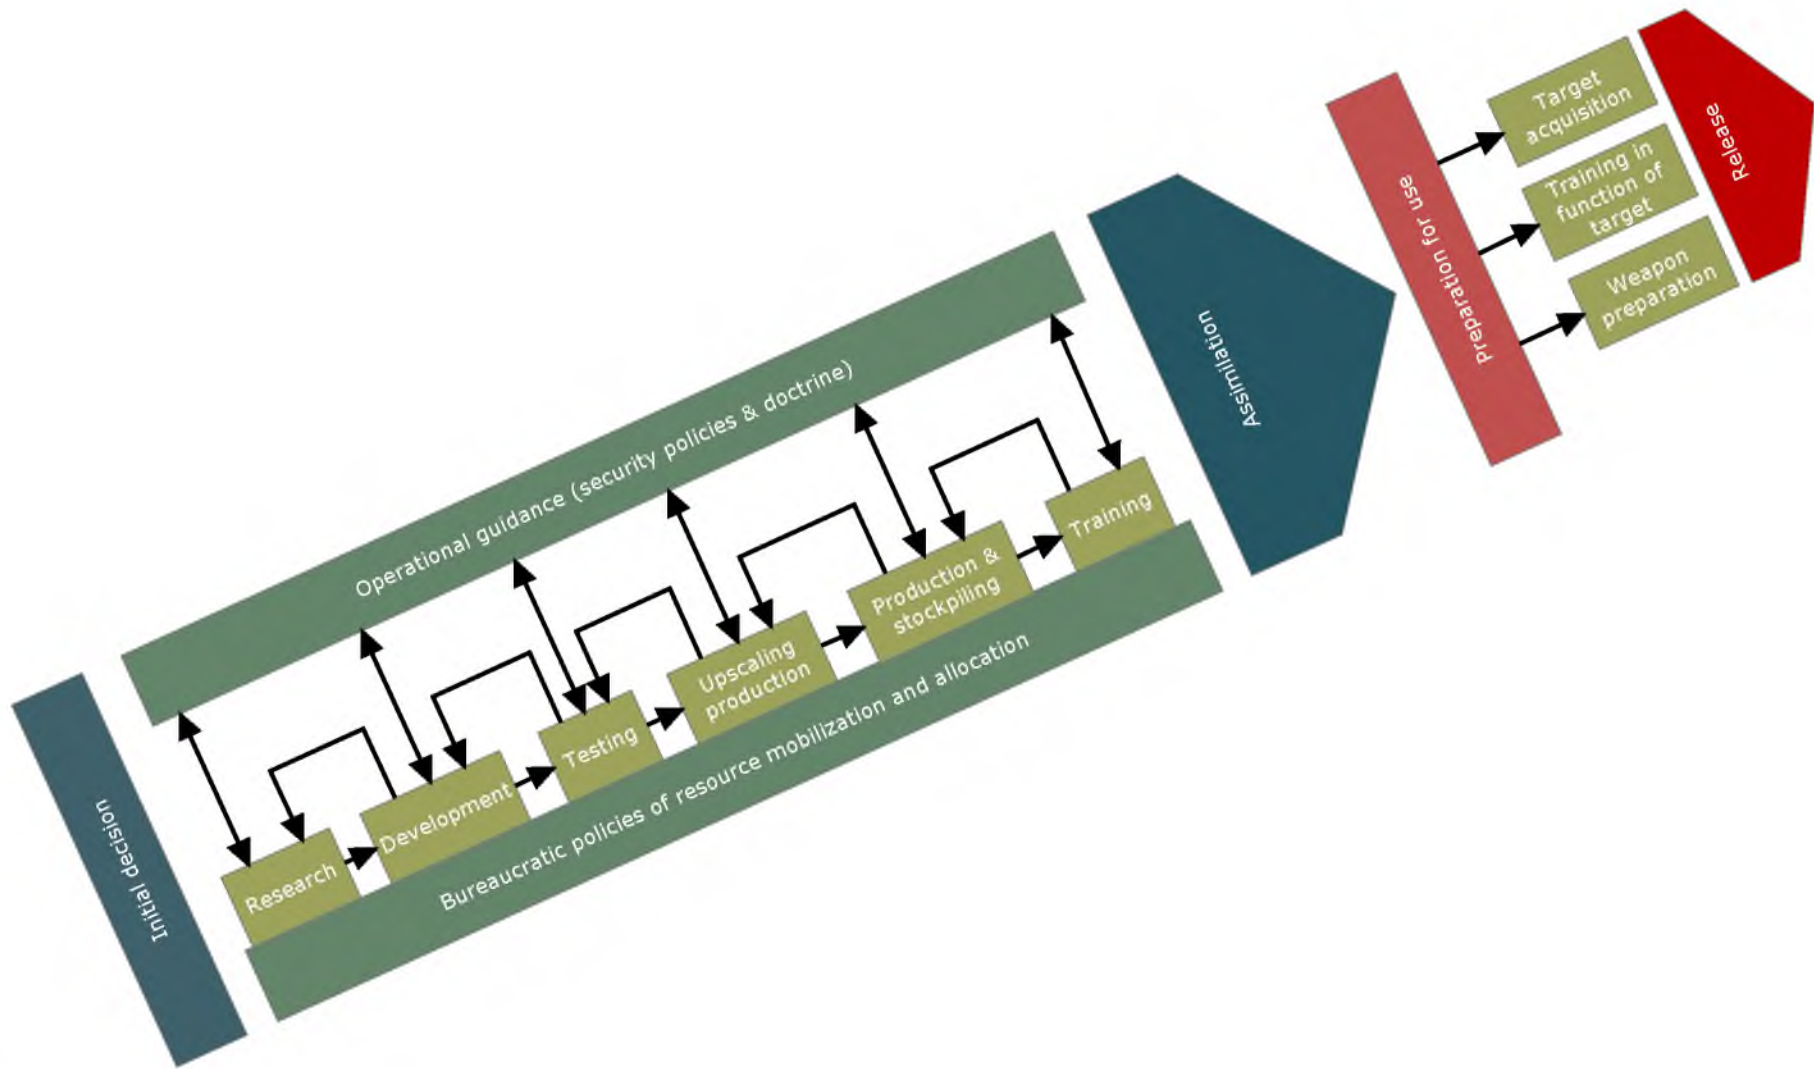 Initial decision
Operational guidance (security policies & doctrine)
Research
Development
Testing
Upscaling
production
Production &
stockpiling
Training
Bureaucratic policies of resource mobilization and allocation
Assimilation
Preparation for use
Target
acquisition
Training in
function of
target
Weapon
preparation
Release